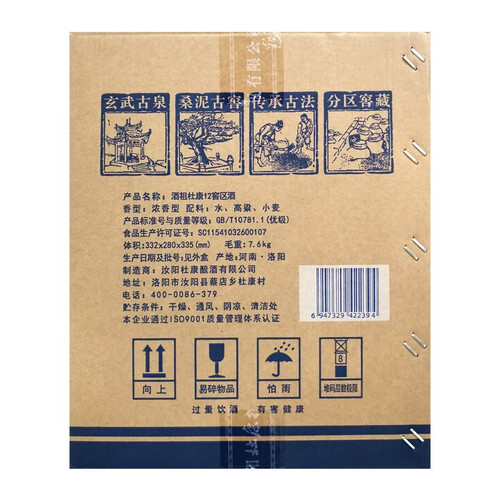 有限公司
玄武古泉 桑泥古窖 传承古法 分区窖藏
产品名称：酒祖杜康12窖区酒
香型：浓香型 配料：水、高粱、小麦
产品标准号与质量等级：GB/T10781.1(优级)
食品生产许可证号：SC11541032600107
体积：332x280x335(mm) 毛重：7.6kg
生产日期及批号：见外盒 产地：河南·洛阳
制造商：汝阳杜康酿酒有限公司
地址：洛阳市汝阳县蔡店乡杜康村
电话：400-0086-379
贮存条件：干燥、通风、阴凉、清洁处
本企业通过ISO9001质量管理体系认证
6 947329 422394
8
向上 易碎物品 怕雨 堆码层数极限
过量饮酒 有害健康